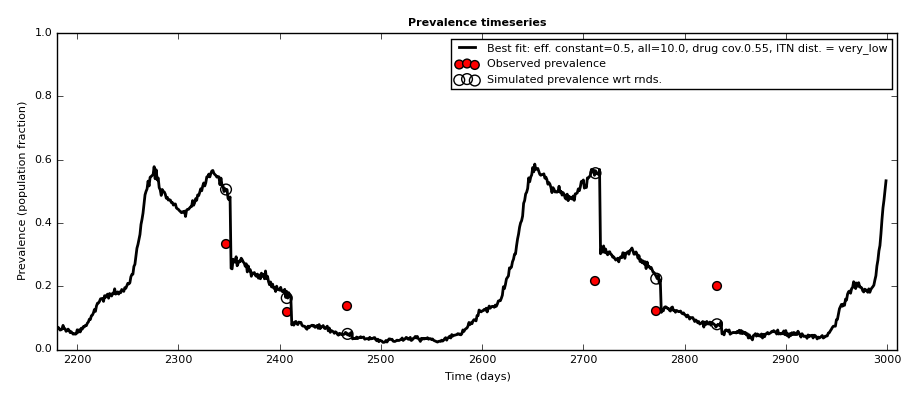 Prevalence timeseries
Best fit: eff. constant=0.5, all=10.0, drug cov.0.55, ITN dist. = very_low
Observed prevalence
Simulated prevalence wrt rnds.
Prevalence (population fraction)
1.0
0.8
0.6
0.4
0.2
0.0
2200 2300 2400 2500 2600 2700 2800 2900 3000
Time (days)